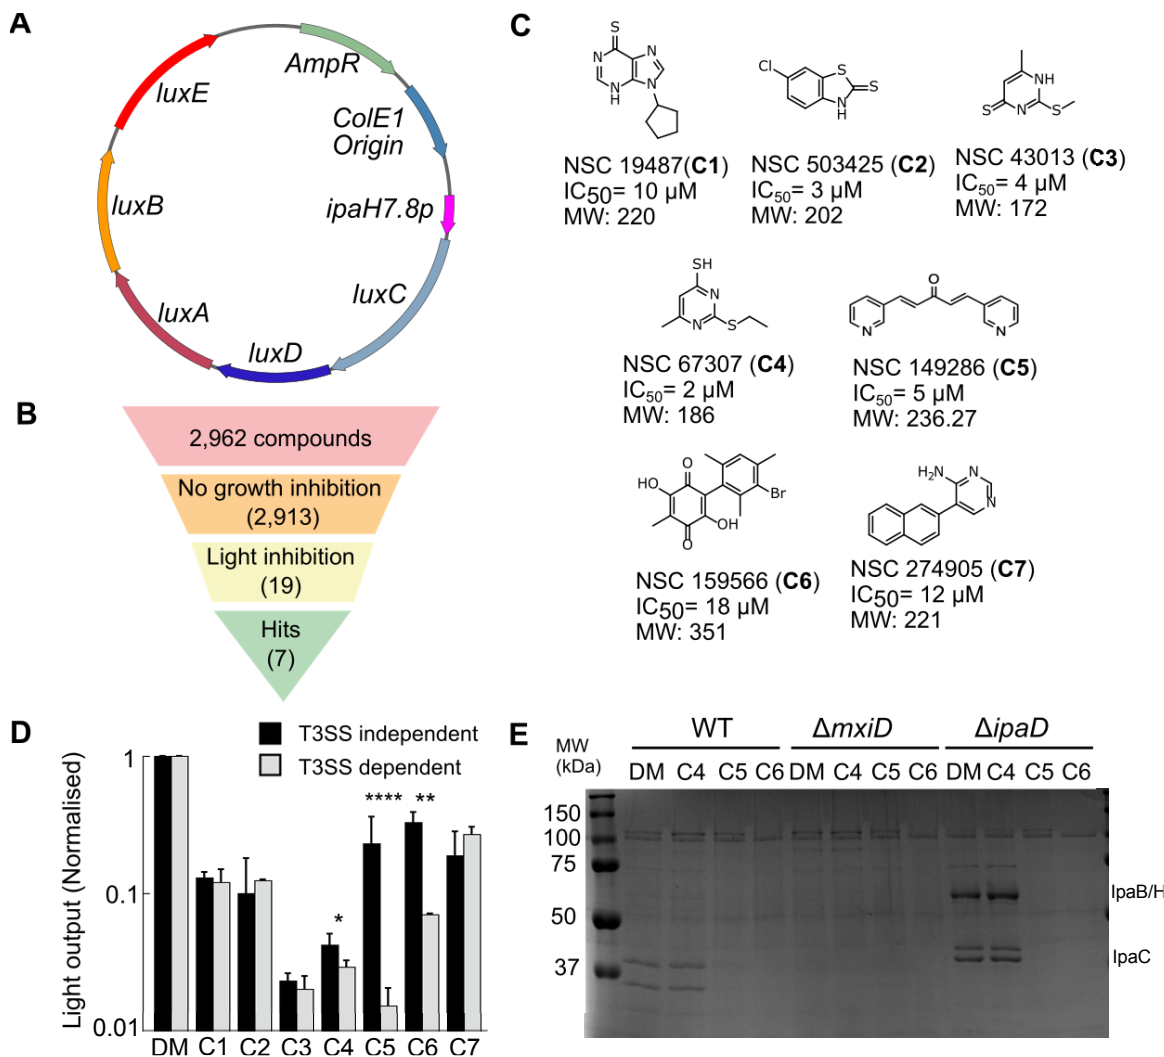 A
AmpR
ColE1
Origin
ipaH7.8p
luxC
luxD
luxA
luxB
luxE
B
2,962 compounds
No growth inhibition
(2,913)
Light inhibition
(19)
Hits
(7)
C
S
N
N
N
H
N
NSC 19487(C1)
IC50= 10 µM
MW: 220
Cl
S
S
N
H
NSC 503425 (C2)
IC50= 3 µM
MW: 202
NH
S
N
S
NSC 43013 (C3)
IC50= 4 µM
MW: 172
SH
N
N
S
NSC 67307 (C4)
IC50= 2 µM
MW: 186
O
N
N
NSC 149286 (C5)
IC50= 5 µM
MW: 236.27
O
HO
Br
OH
O
NSC 159566 (C6)
IC50= 18 µM
MW: 351
H2N
N
N
NSC 274905 (C7)
IC50= 12 µM
MW: 221
D
T3SS independent
T3SS dependent
Light output (Normalised)
1
0.1
0.01
* **** **
DM C1 C2 C3 C4 C5 C6 C7
E
MW
(kDa)
WT ΔmxiD ΔipaD
DM C4 C5 C6 DM C4 C5 C6 DM C4 C5 C6
150
100
75
50
37
IpaB/H
IpaC